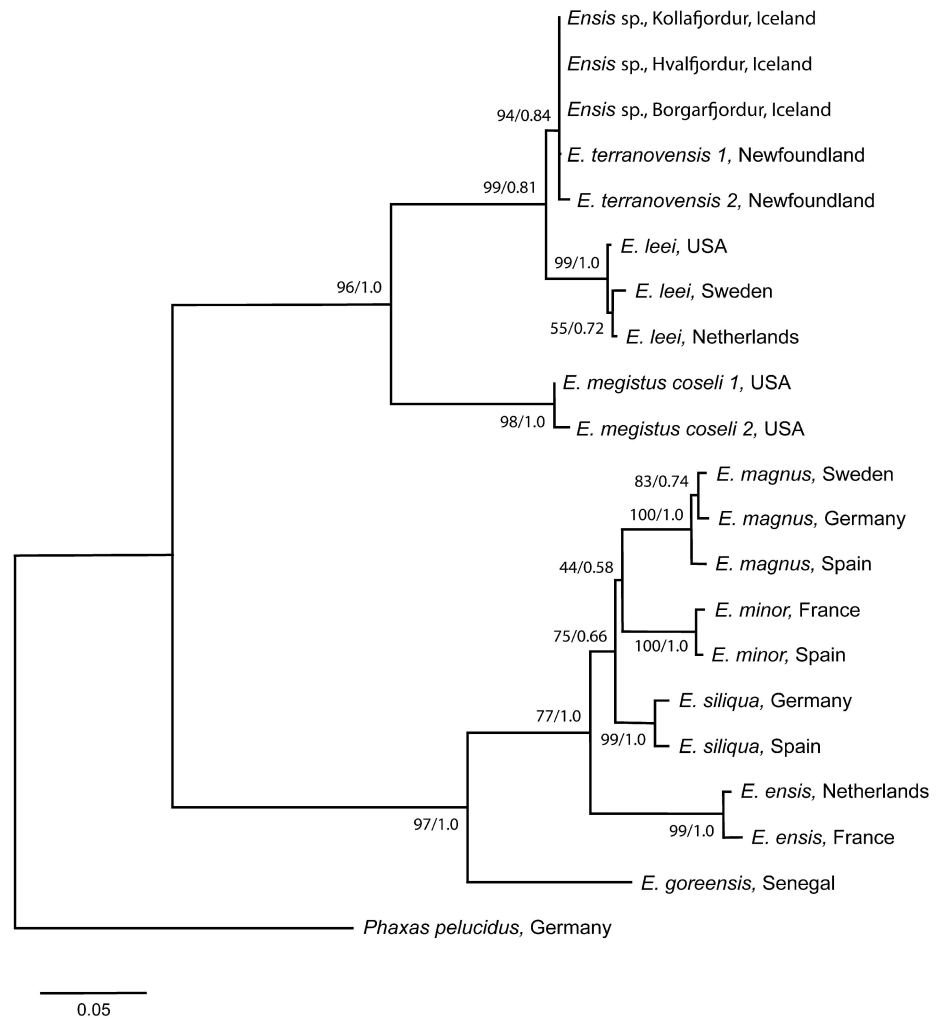 Ensis sp., Kollafjordur, Iceland
Ensis sp., Hvalfjordur, Iceland
Ensis sp., Borgarfjordur, Iceland
94/0.84
E. terranovensis 1, Newfoundland
99/0.81
E. terranovensis 2, Newfoundland
E. leei, USA
99/1.0
96/1.0
E. leei, Sweden
55/0.72
E. leei, Netherlands
E. megistus coseli 1, USA
98/1.0
E. megistus coseli 2, USA
E. magnus, Sweden
83/0.74
100/1.0
E. magnus, Germany
44/0.58
E. magnus, Spain
E. minor, France
75/0.66
100/1.0
E. minor, Spain
E. siliqua, Germany
77/1.0
99/1.0
E. siliqua, Spain
E. ensis, Netherlands
97/1.0
99/1.0
E. ensis, France
E. goreensis, Senegal
Phaxas pelucidus, Germany
0.05